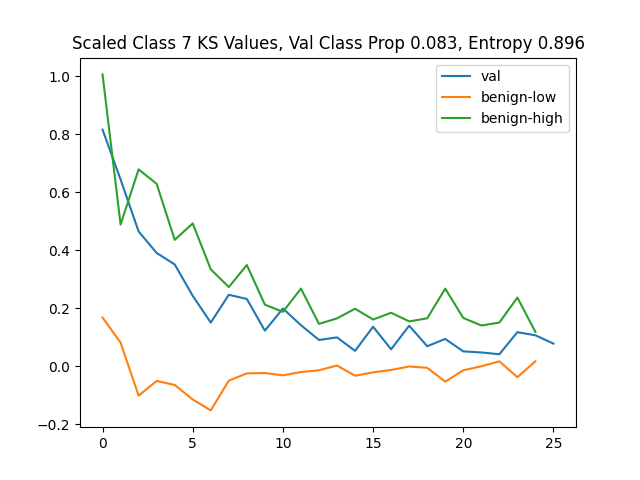 Scaled Class 7 KS Values, Val Class Prop 0.083, Entropy 0.896
val
benign-low
benign-high
1.0
0.8
0.6
0.4
0.2
0.0
−0.2
0 5 10 15 20 25